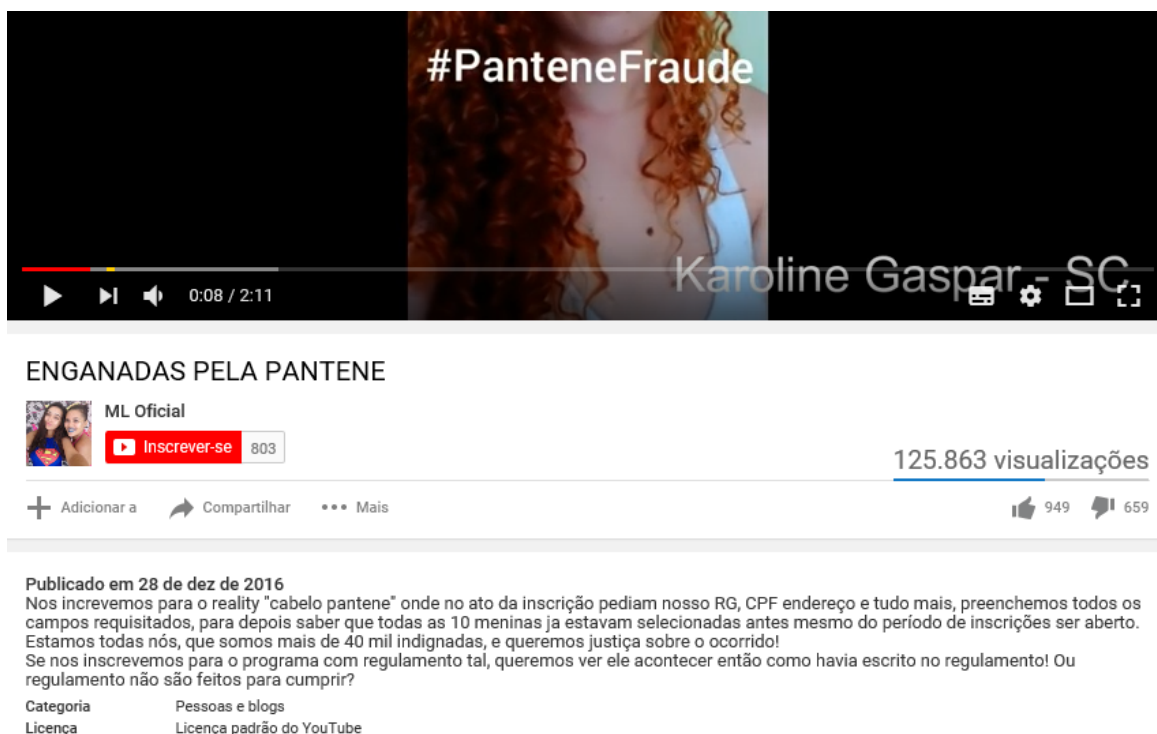 #PanteneFraude
Karoline Gaspar - SC
0:08 / 2:11
ENGANADAS PELA PANTENE
ML Oficial
Inscrever-se 803
125.863 visualizações
Adicionar a Compartilhar Mais 949 659
Publicado em 28 de dez de 2016
Nos increvemos para o reality "cabelo pantene" onde no ato da inscrição pediam nosso RG, CPF endereço e tudo mais, preenchemos todos os
campos requisitados, para depois saber que todas as 10 meninas ja estavam selecionadas antes mesmo do período de inscrições ser aberto.
Estamos todas nós, que somos mais de 40 mil indignadas, e queremos justiça sobre o ocorrido!
Se nos inscrevemos para o programa com regulamento tal, queremos ver ele acontecer então como havia escrito no regulamento! Ou
regulamento não são feitos para cumprir?
Categoria Pessoas e blogs
Licença Licença padrão do YouTube